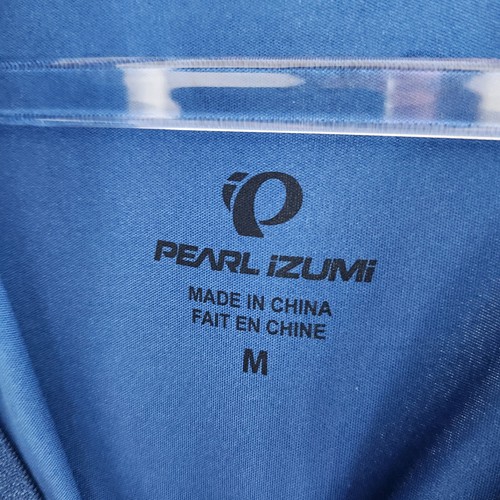 PEARL iZUMi
MADE IN CHINA
FAIT EN CHINE
M